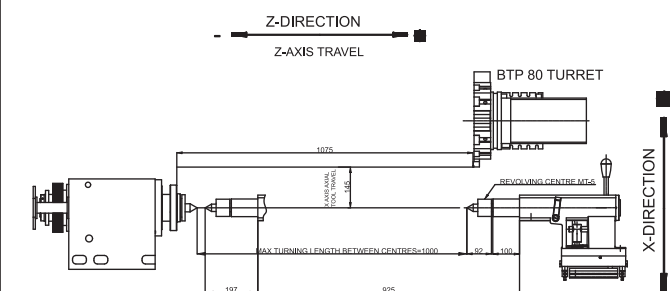 Z-DIRECTION
-
Z-AXIS TRAVEL
BTP 80 TURRET
1075
X AXIS AXIAL
TOOL TRAVEL
145
REVOLVING CENTRE MT-5
X-DIRECTION
MAX TURNING LENGTH BETWEEN CENTRES=1000
92
100
197
925